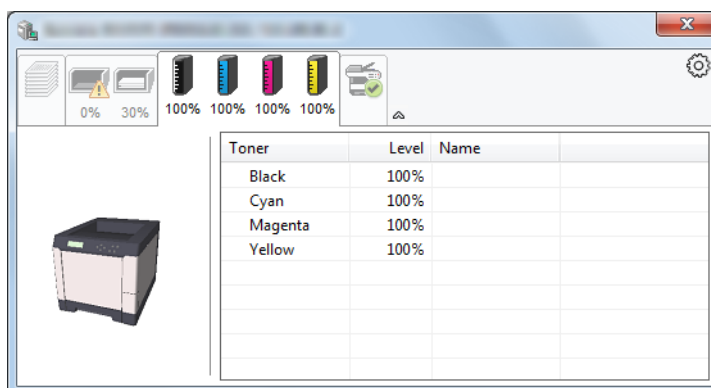 0% 30% 100% 100% 100% 100%
Toner Level Name
Black 100%
Cyan 100%
Magenta 100%
Yellow 100%